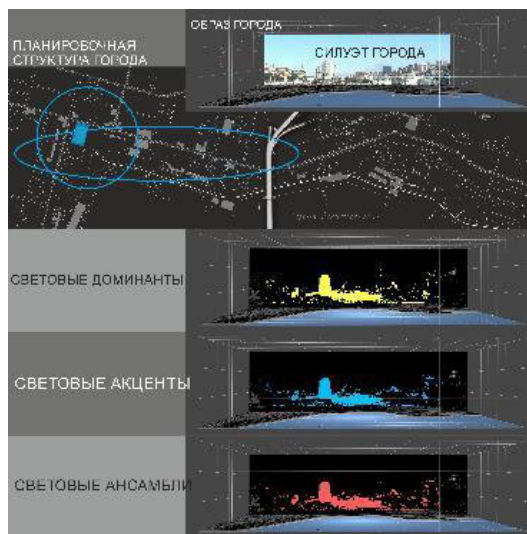 ОБРАЗ ГОРОДА
ПЛАНИРОВОЧНАЯ
СТРУКТУРА ГОРОДА
СИЛУЭТ ГОРОДА
СВЕТОВЫЕ ДОМИНАНТЫ
СВЕТОВЫЕ АКЦЕНТЫ
СВЕТОВЫЕ АНСАМБЛИ